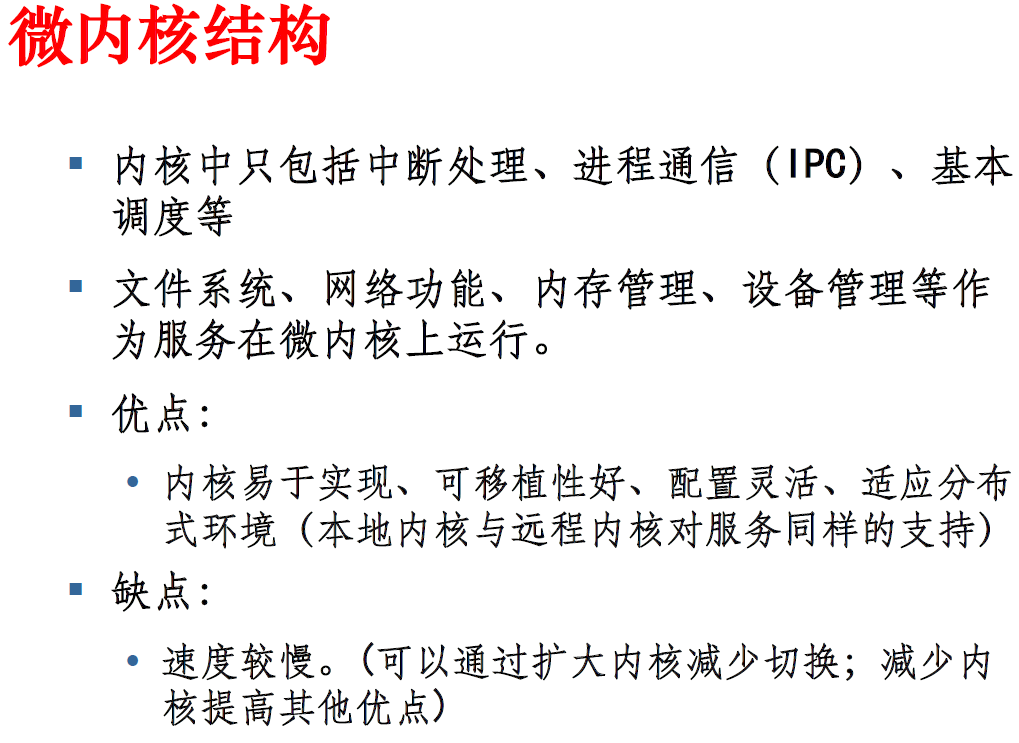 微内核结构
▪ 内核中只包括中断处理、进程通信（IPC）、基本
调度等
▪ 文件系统、网络功能、内存管理、设备管理等作
为服务在微内核上运行。
▪ 优点：
• 内核易于实现、可移植性好、配置灵活、适应分布
式环境（本地内核与远程内核对服务同样的支持）
▪ 缺点：
• 速度较慢。(可以通过扩大内核减少切换；减少内
核提高其他优点)